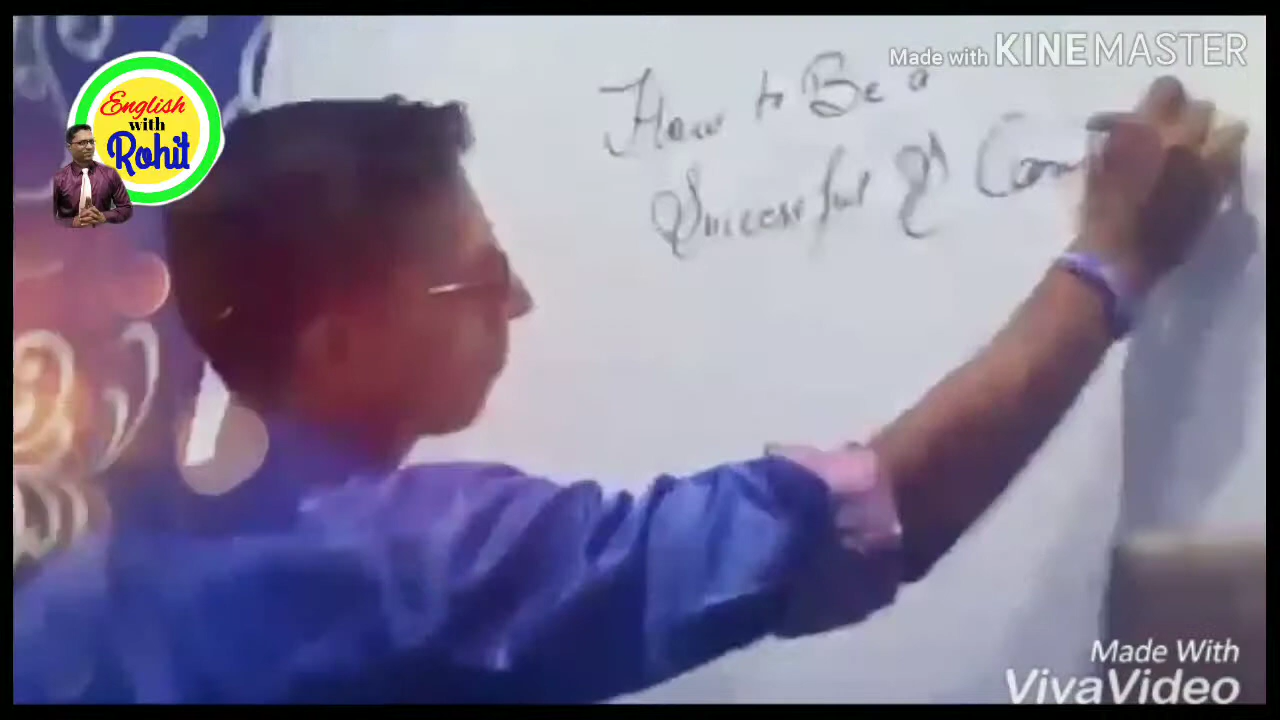 English
with
Rohit
Made with KINEMASTER
How to Be a
Successful &
Made With
VivaVideo